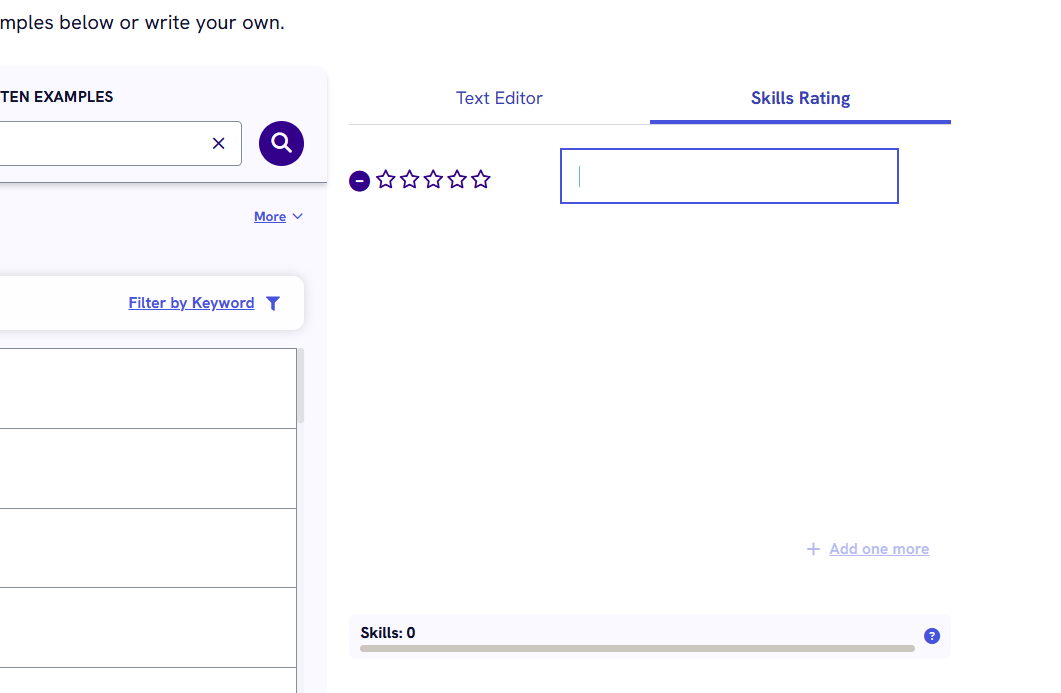 mples below or write your own.
TEN EXAMPLES
Text Editor
Skills Rating
More
Filter by Keyword
+ Add one more
Skills: 0
?